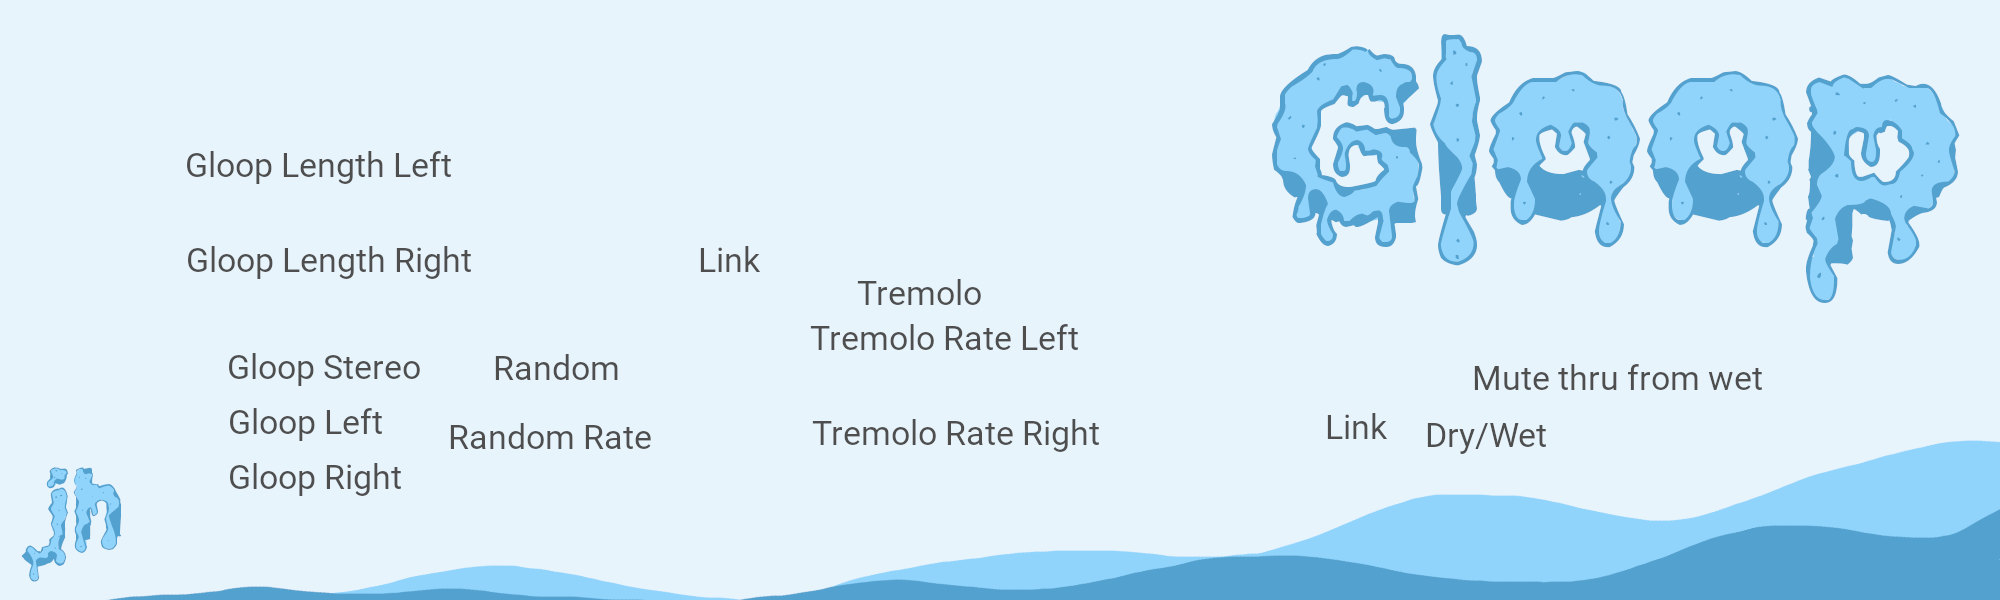 Gloop
Gloop Length Left
Gloop Length Right
Link
Tremolo
Tremolo Rate Left
Gloop Stereo
Random
Mute thru from wet
Gloop Left
Random Rate
Tremolo Rate Right
Link
Dry/Wet
Gloop Right
jh